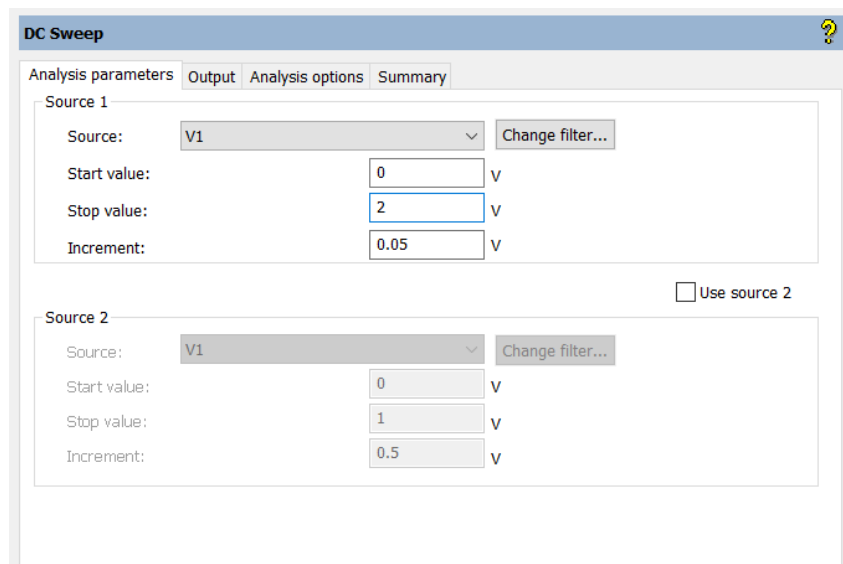 DC Sweep
Analysis parameters Output Analysis options Summary
Source 1
Source: V1 Change filter...
Start value: 0 V
Stop value: 2 V
Increment: 0.05 V
Use source 2
Source 2
Source: V1 Change filter...
Start value: 0 V
Stop value: 1 V
Increment: 0.5 V